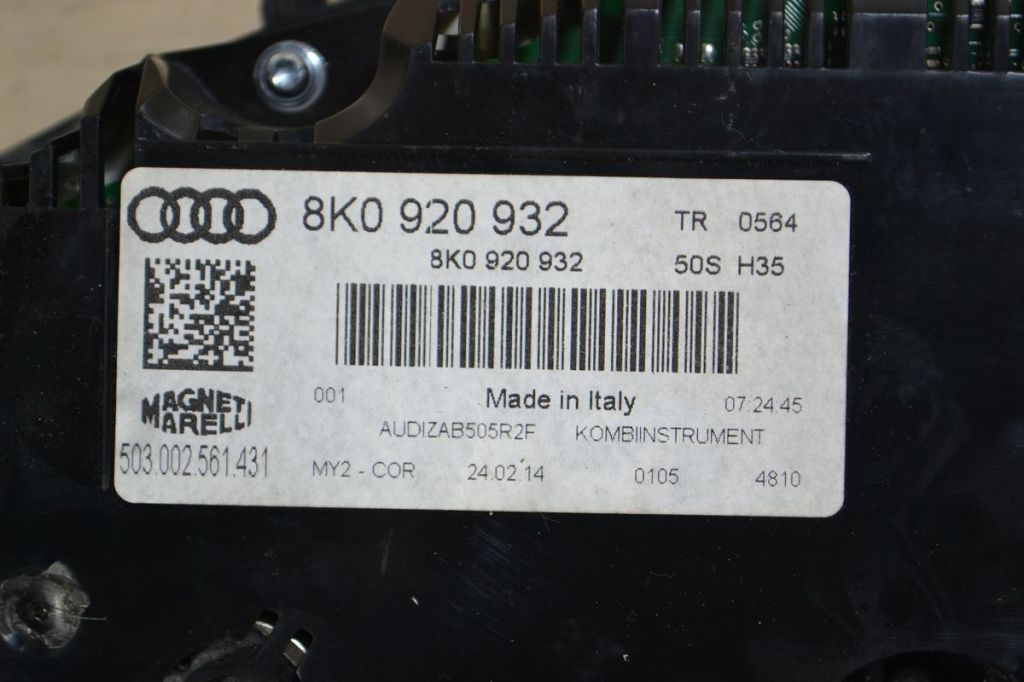 8K0 920 932 TR 0564
8K0 920 932 50S H35
001 Made in Italy 07:24:45
MAGNETI
MARELLI
AUDIZAB505R2F KOMBIINSTRUMENT
503.002.561.431
MY2 - COR 24.02.14 0105 4810